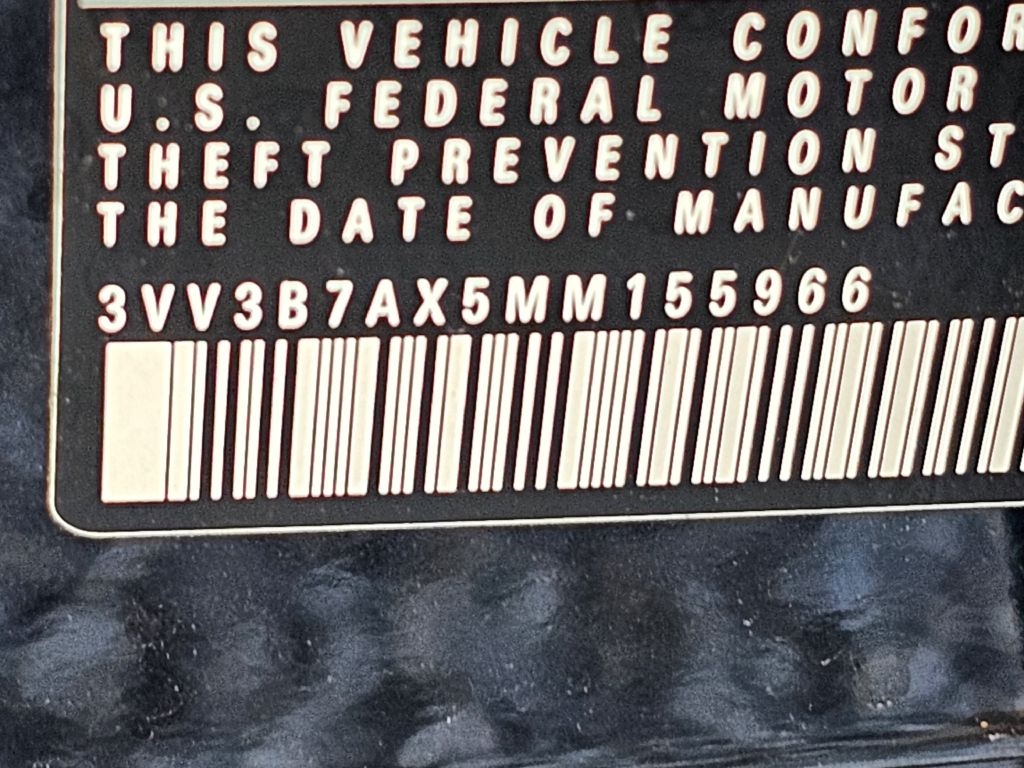 THIS VEHICLE CONFOR
U.S. FEDERAL MOTOR
THEFT PREVENTION ST
THE DATE OF MANUFAC
3VV3B7AX5MM155966